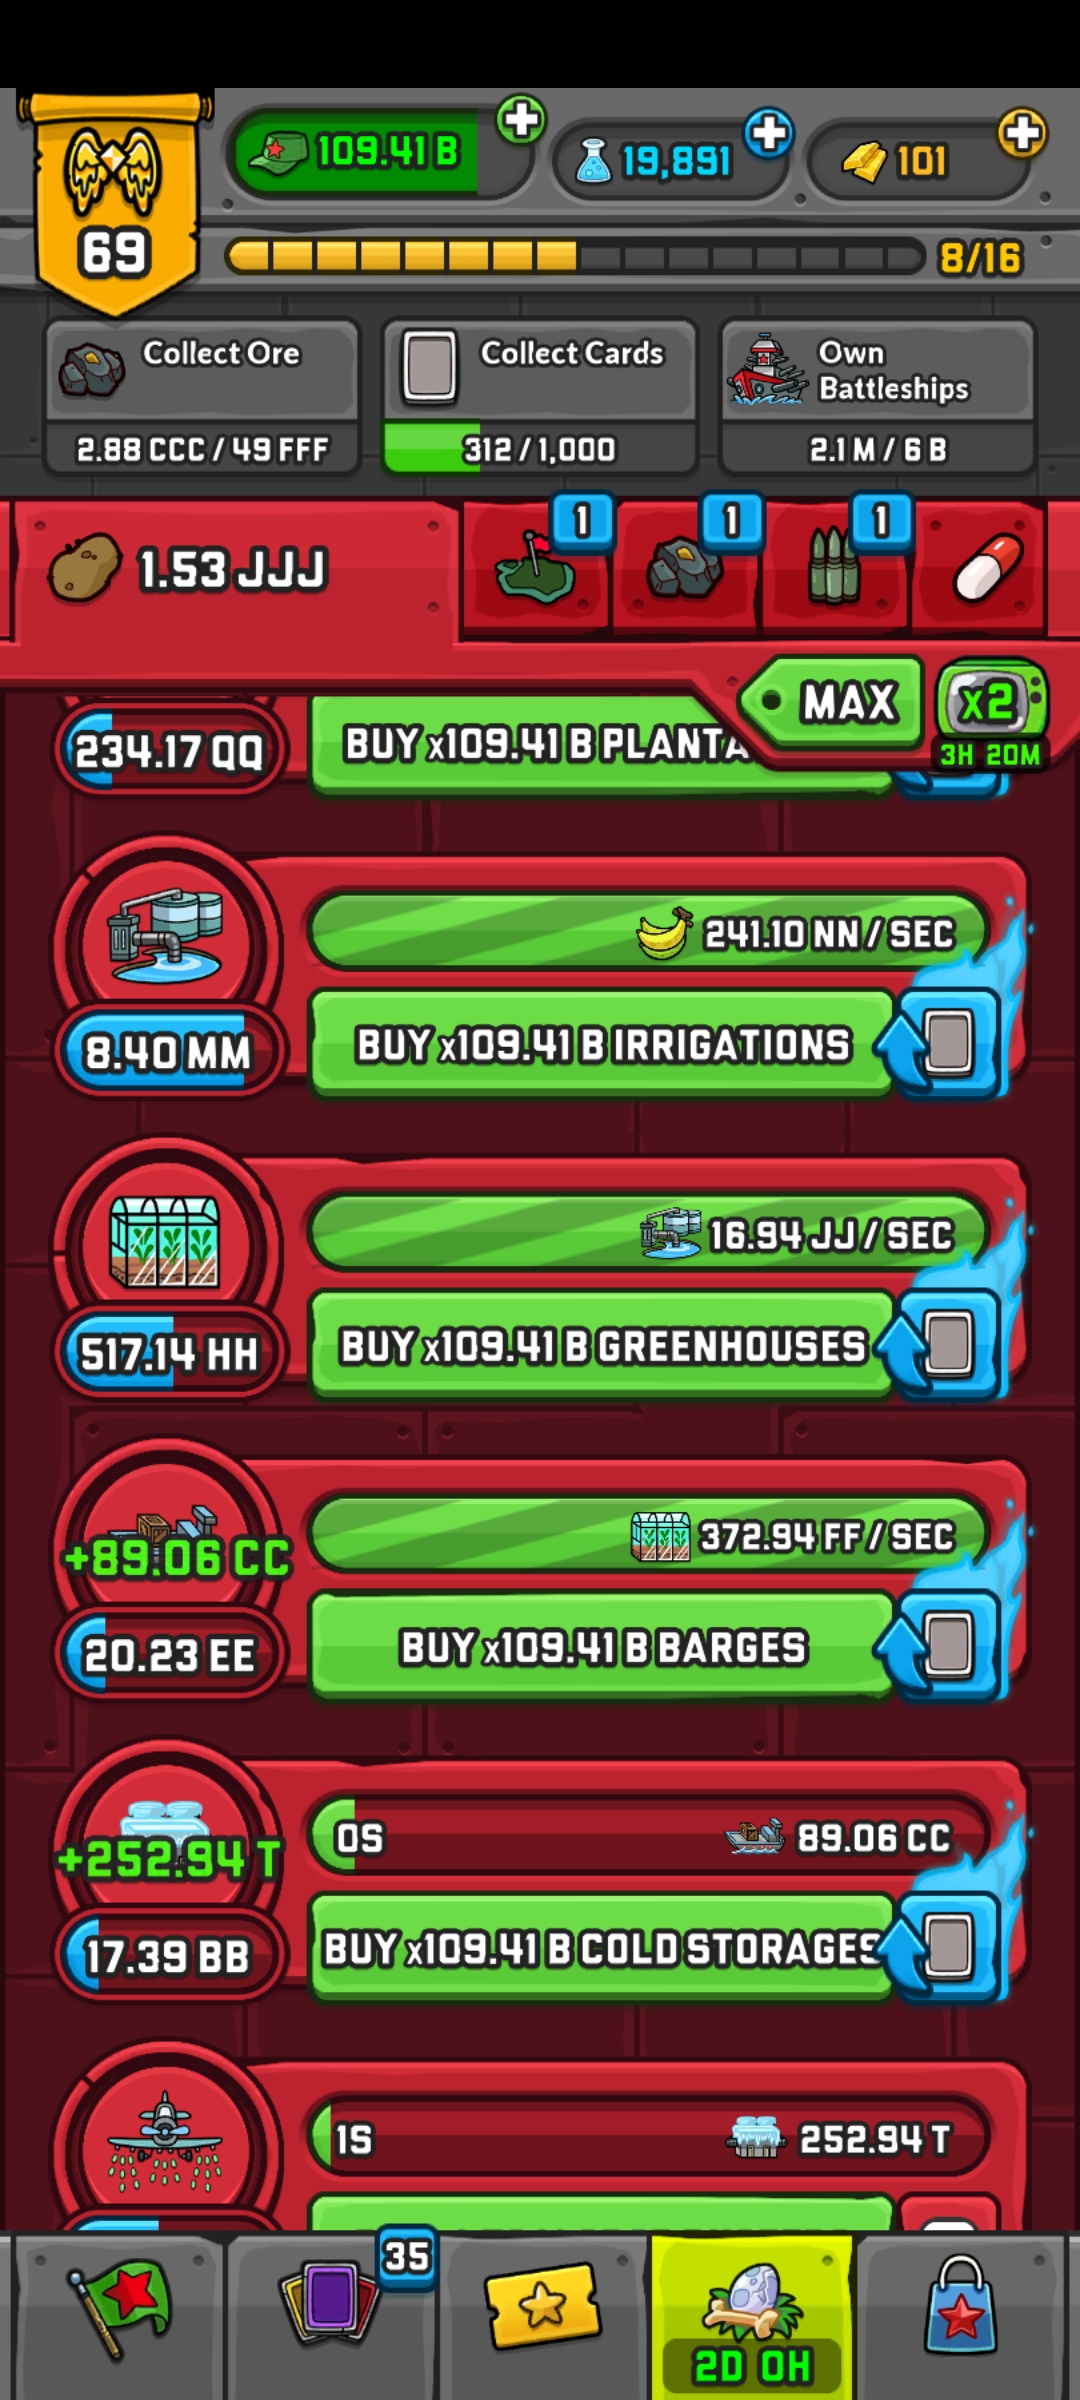 69
109.41 B
19,891
101
8/16
Collect Ore
2.88 CCC / 49 FFF
Collect Cards
312 / 1,000
Own
Battleships
2.1 M / 6 B
1.53 JJJ
1
1
1
MAX
x2
3H 20M
234.17 QQ
BUY x109.41 B PLANTA
241.10 NN / SEC
8.40 MM
BUY x109.41 B IRRIGATIONS
16.94 JJ / SEC
517.14 HH
BUY x109.41 B GREENHOUSES
+89.06 CC
372.94 FF / SEC
20.23 EE
BUY x109.41 B BARGES
+252.94 T
0S
89.06 CC
17.39 BB
BUY x109.41 B COLD STORAGES
1S
252.94 T
35
2D 0H